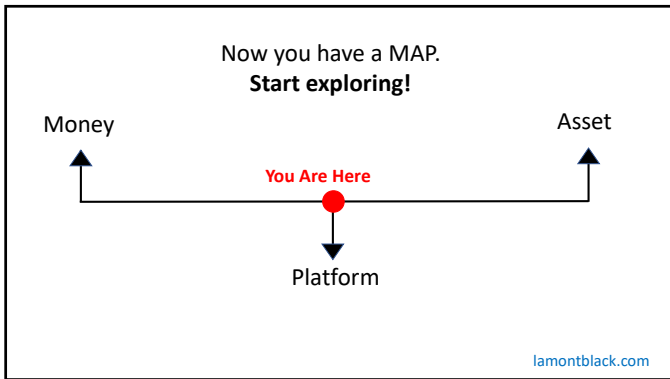 Now you have a MAP.
Start exploring!
Money
Asset
You Are Here
Platform
lamontblack.com